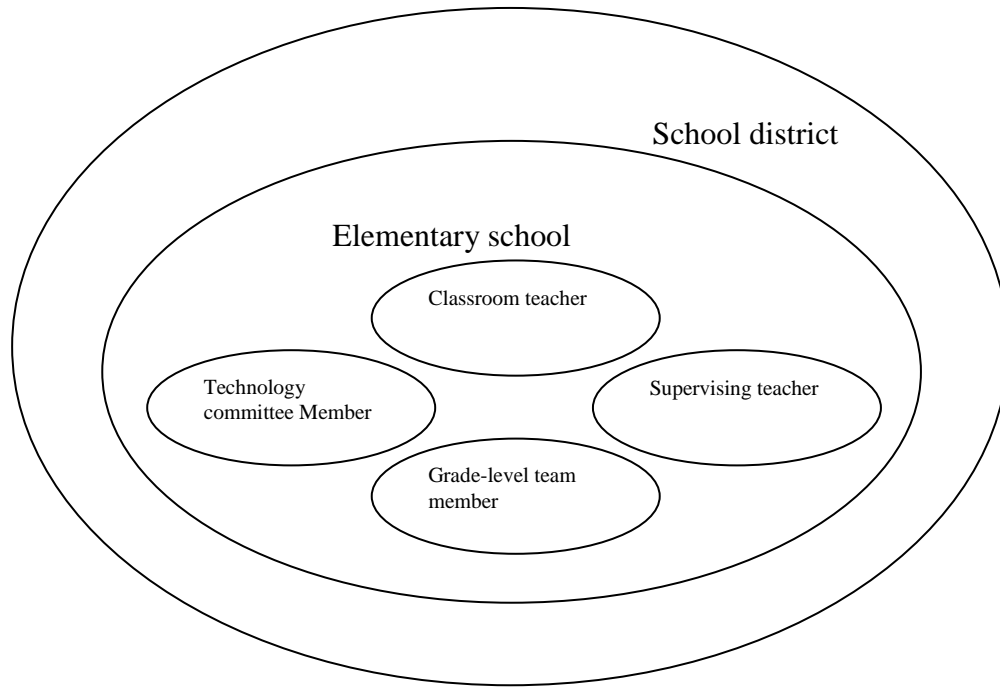 School district
Elementary school
Classroom teacher
Technology
committee Member
Supervising teacher
Grade-level team
member